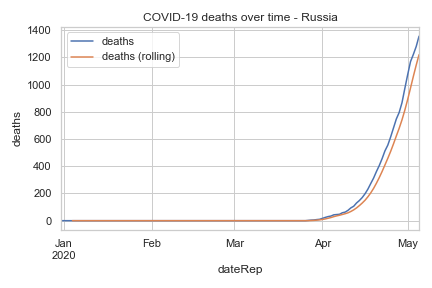 COVID-19 deaths over time - Russia
deaths
deaths (rolling)
1400
1200
1000
800
600
400
200
0
deaths
Jan
2020
Feb
Mar
Apr
May
dateRep